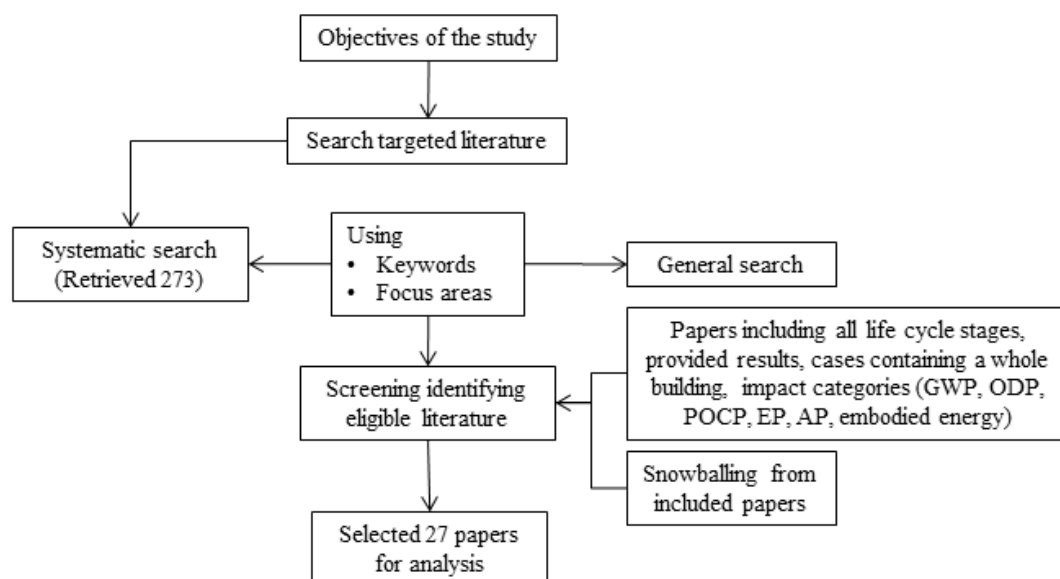 Objectives of the study
Search targeted literature
Systematic search
(Retrieved 273)
Using
• Keywords
• Focus areas
General search
Papers including all life cycle stages,
provided results, cases containing a whole
building, impact categories (GWP, ODP,
POCP, EP, AP, embodied energy)
Screening identifying
eligible literature
Snowballing from
included papers
Selected 27 papers
for analysis